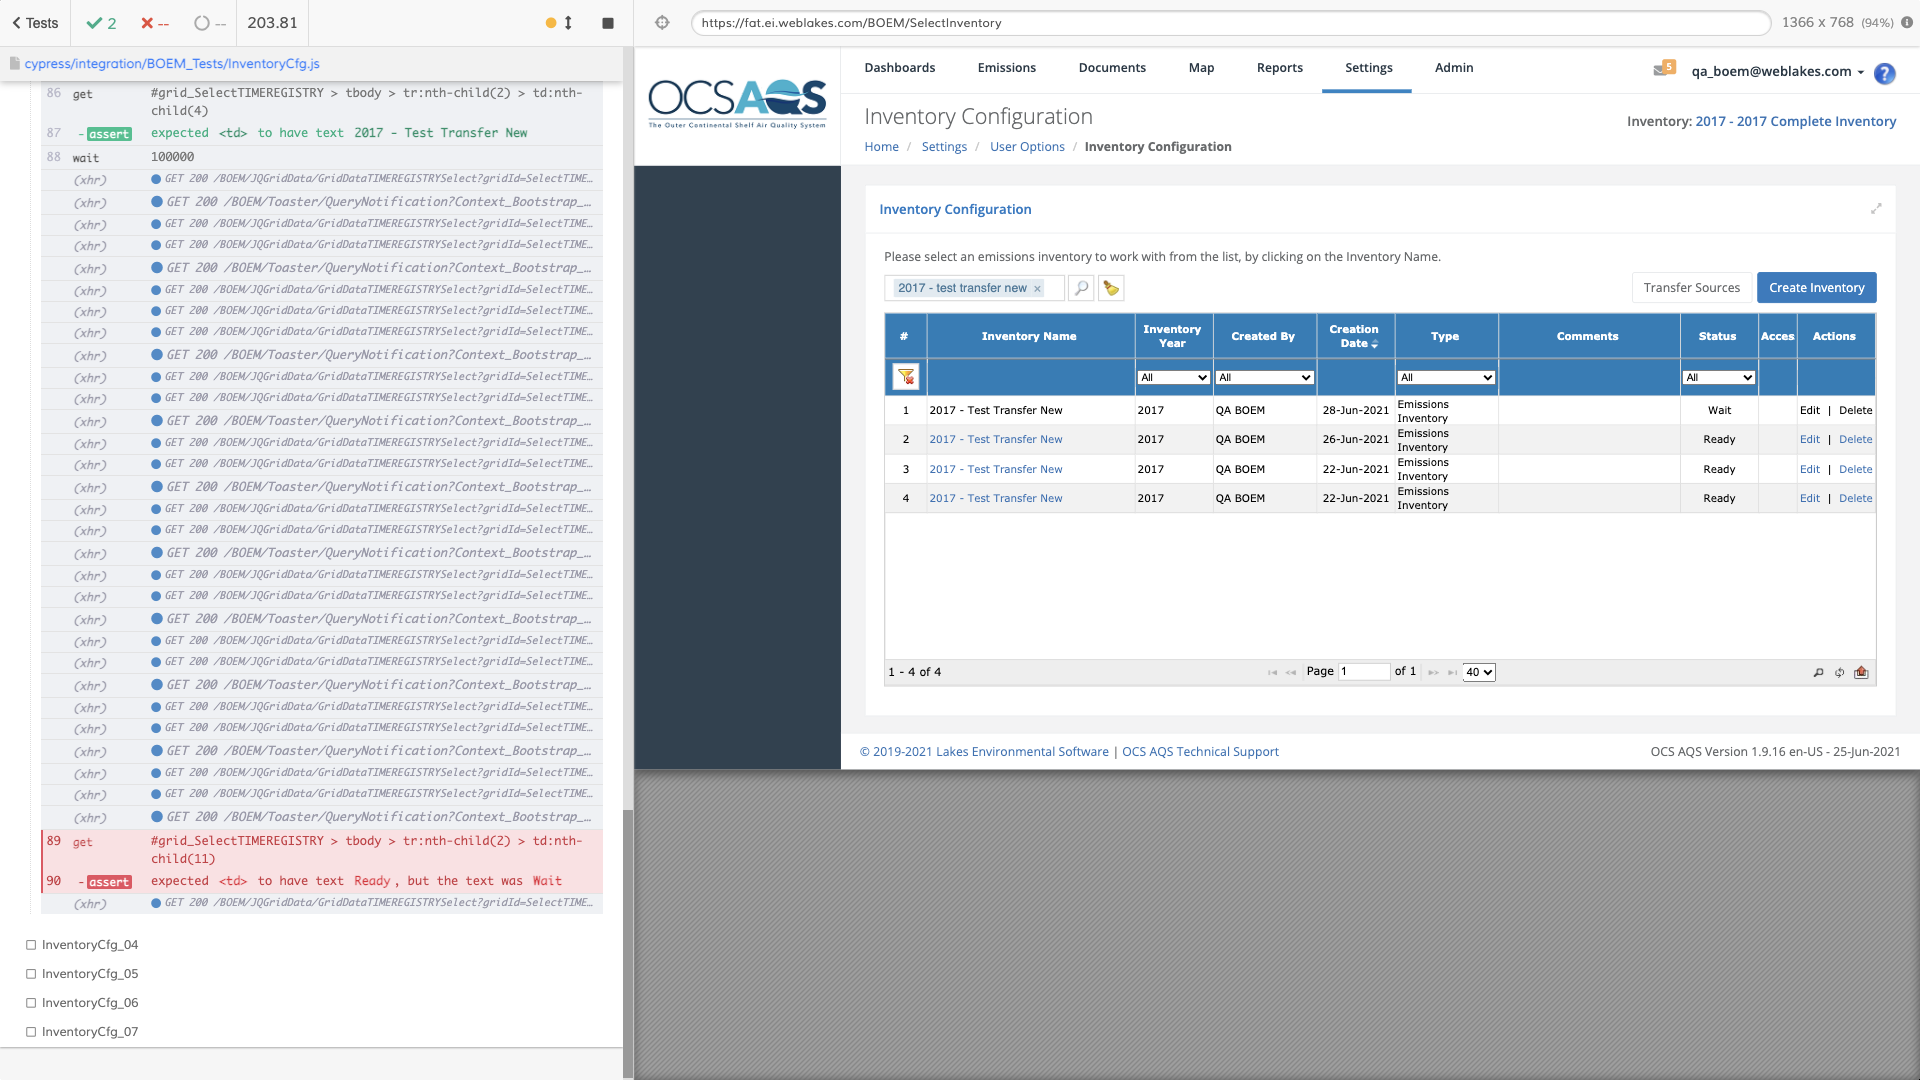 Tests
2
--
--
203.81
cypress/integration/BOEM_Tests/InventoryCfg.js
86 get #grid_SelectTIMEREGISTRY > tbody > tr:nth-child(2) > td:nth-
child(4)
87 -assert expected <td> to have text 2017 - Test Transfer New
88 wait 100000
(xhr) GET 200 /BOEM/JQGridData/GridDataTIMEREGISTRYSelect?gridId=SelectTIME…
(xhr) GET 200 /BOEM/Toaster/QueryNotification?Context_Bootstrap_…
(xhr) GET 200 /BOEM/JQGridData/GridDataTIMEREGISTRYSelect?gridId=SelectTIME…
(xhr) GET 200 /BOEM/JQGridData/GridDataTIMEREGISTRYSelect?gridId=SelectTIME…
(xhr) GET 200 /BOEM/Toaster/QueryNotification?Context_Bootstrap_…
(xhr) GET 200 /BOEM/JQGridData/GridDataTIMEREGISTRYSelect?gridId=SelectTIME…
(xhr) GET 200 /BOEM/JQGridData/GridDataTIMEREGISTRYSelect?gridId=SelectTIME…
(xhr) GET 200 /BOEM/JQGridData/GridDataTIMEREGISTRYSelect?gridId=SelectTIME…
(xhr) GET 200 /BOEM/Toaster/QueryNotification?Context_Bootstrap_…
(xhr) GET 200 /BOEM/JQGridData/GridDataTIMEREGISTRYSelect?gridId=SelectTIME…
(xhr) GET 200 /BOEM/JQGridData/GridDataTIMEREGISTRYSelect?gridId=SelectTIME…
(xhr) GET 200 /BOEM/Toaster/QueryNotification?Context_Bootstrap_…
(xhr) GET 200 /BOEM/JQGridData/GridDataTIMEREGISTRYSelect?gridId=SelectTIME…
(xhr) GET 200 /BOEM/JQGridData/GridDataTIMEREGISTRYSelect?gridId=SelectTIME…
(xhr) GET 200 /BOEM/Toaster/QueryNotification?Context_Bootstrap_…
(xhr) GET 200 /BOEM/JQGridData/GridDataTIMEREGISTRYSelect?gridId=SelectTIME…
(xhr) GET 200 /BOEM/JQGridData/GridDataTIMEREGISTRYSelect?gridId=SelectTIME…
(xhr) GET 200 /BOEM/Toaster/QueryNotification?Context_Bootstrap_…
(xhr) GET 200 /BOEM/JQGridData/GridDataTIMEREGISTRYSelect?gridId=SelectTIME…
(xhr) GET 200 /BOEM/JQGridData/GridDataTIMEREGISTRYSelect?gridId=SelectTIME…
(xhr) GET 200 /BOEM/Toaster/QueryNotification?Context_Bootstrap_…
(xhr) GET 200 /BOEM/JQGridData/GridDataTIMEREGISTRYSelect?gridId=SelectTIME…
(xhr) GET 200 /BOEM/JQGridData/GridDataTIMEREGISTRYSelect?gridId=SelectTIME…
(xhr) GET 200 /BOEM/Toaster/QueryNotification?Context_Bootstrap_…
(xhr) GET 200 /BOEM/JQGridData/GridDataTIMEREGISTRYSelect?gridId=SelectTIME…
(xhr) GET 200 /BOEM/JQGridData/GridDataTIMEREGISTRYSelect?gridId=SelectTIME…
(xhr) GET 200 /BOEM/Toaster/QueryNotification?Context_Bootstrap_…
(xhr) GET 200 /BOEM/JQGridData/GridDataTIMEREGISTRYSelect?gridId=SelectTIME…
(xhr) GET 200 /BOEM/JQGridData/GridDataTIMEREGISTRYSelect?gridId=SelectTIME…
(xhr) GET 200 /BOEM/Toaster/QueryNotification?Context_Bootstrap_…
89 get #grid_SelectTIMEREGISTRY > tbody > tr:nth-child(2) > td:nth-
child(11)
90 -assert expected <td> to have text Ready, but the text was Wait
(xhr) GET 200 /BOEM/JQGridData/GridDataTIMEREGISTRYSelect?gridId=SelectTIME…
InventoryCfg_04
InventoryCfg_05
InventoryCfg_06
InventoryCfg_07
https://fat.ei.weblakes.com/BOEM/SelectInventory
1366 x 768 (94%)
OCSAQS
The Outer Continental Shelf Air Quality System
Dashboards Emissions Documents Map Reports Settings Admin
5 qa_boem@weblakes.com ?
Inventory Configuration
Inventory: 2017 - 2017 Complete Inventory
Home / Settings / User Options / Inventory Configuration
Inventory Configuration
Please select an emissions inventory to work with from the list, by clicking on the Inventory Name.
2017 - test transfer new ×
Transfer Sources Create Inventory
# Inventory Name Inventory Year Created By Creation Date Type Comments Status Acces Actions
All All All All
1 2017 - Test Transfer New 2017 QA BOEM 28-Jun-2021 Emissions Inventory Wait Edit | Delete
2 2017 - Test Transfer New 2017 QA BOEM 26-Jun-2021 Emissions Inventory Ready Edit | Delete
3 2017 - Test Transfer New 2017 QA BOEM 22-Jun-2021 Emissions Inventory Ready Edit | Delete
4 2017 - Test Transfer New 2017 QA BOEM 22-Jun-2021 Emissions Inventory Ready Edit | Delete
1 - 4 of 4 Page 1 of 1 40
© 2019-2021 Lakes Environmental Software | OCS AQS Technical Support
OCS AQS Version 1.9.16 en-US - 25-Jun-2021